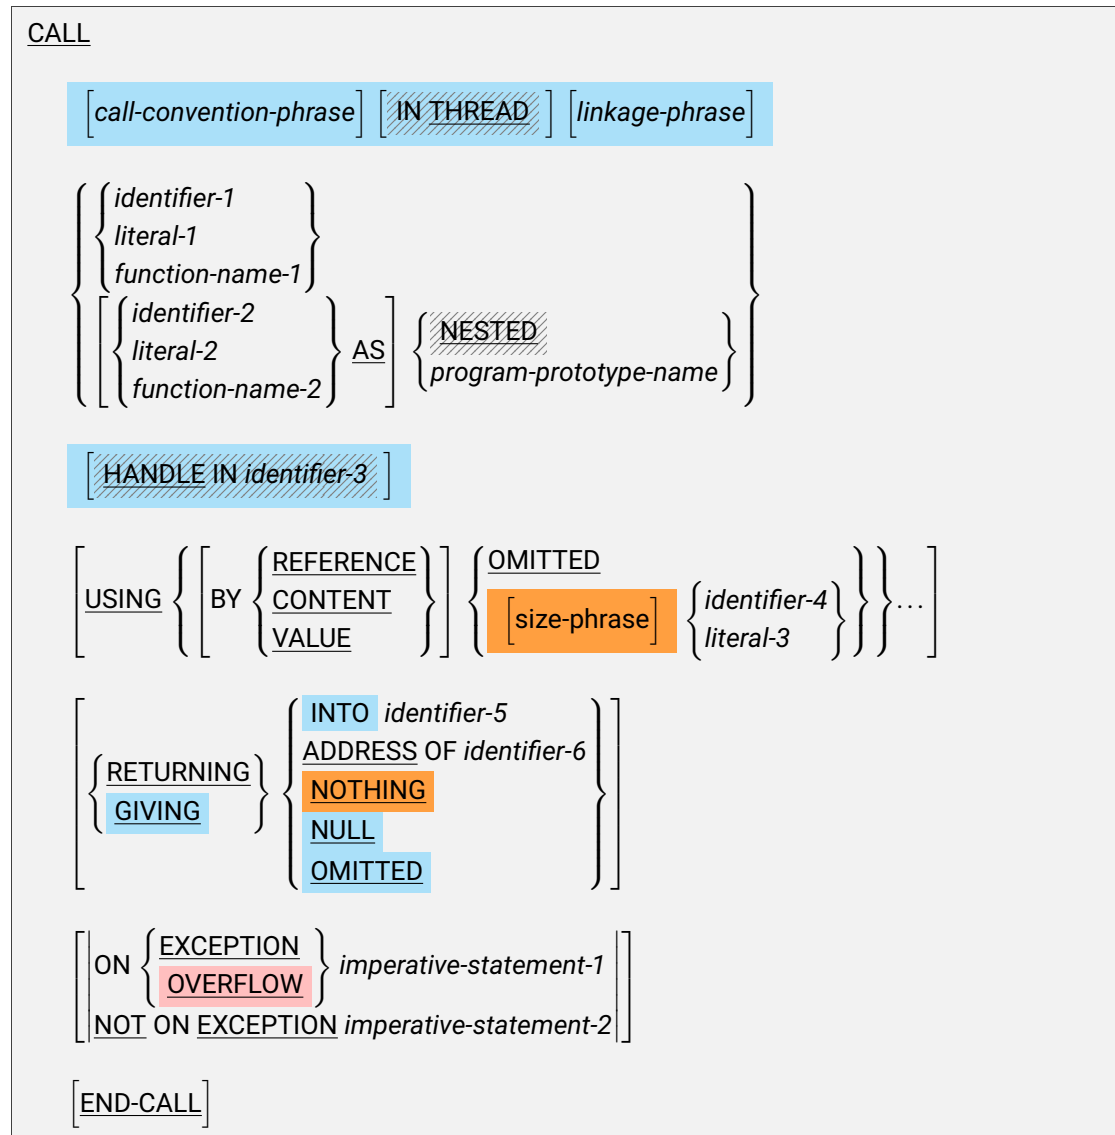 CALL
[call-convention-phrase] [IN THREAD] [linkage-phrase]
identifier-1
literal-1
function-name-1
identifier-2
literal-2
function-name-2
AS
NESTED
program-prototype-name
[HANDLE IN identifier-3]
USING
BY
REFERENCE
CONTENT
VALUE
OMITTED
[size-phrase]
identifier-4
literal-3
...
RETURNING
GIVING
INTO identifier-5
ADDRESS OF identifier-6
NOTHING
NULL
OMITTED
ON
EXCEPTION
OVERFLOW
imperative-statement-1
NOT ON EXCEPTION imperative-statement-2
[END-CALL]